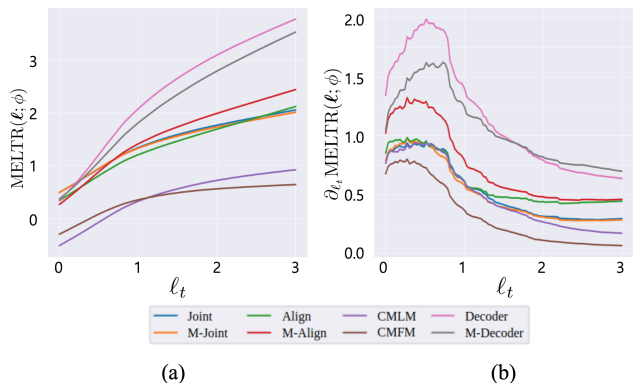 MELTR(ℓ; ϕ)
3
2
1
0
0 1 2 3
ℓt
∂ℓt MELTR(ℓ; ϕ)
2.0
1.5
1.0
0.5
0.0
0 1 2 3
ℓt
Joint Align CMLM Decoder
M-Joint M-Align CMFM M-Decoder
(a) (b)